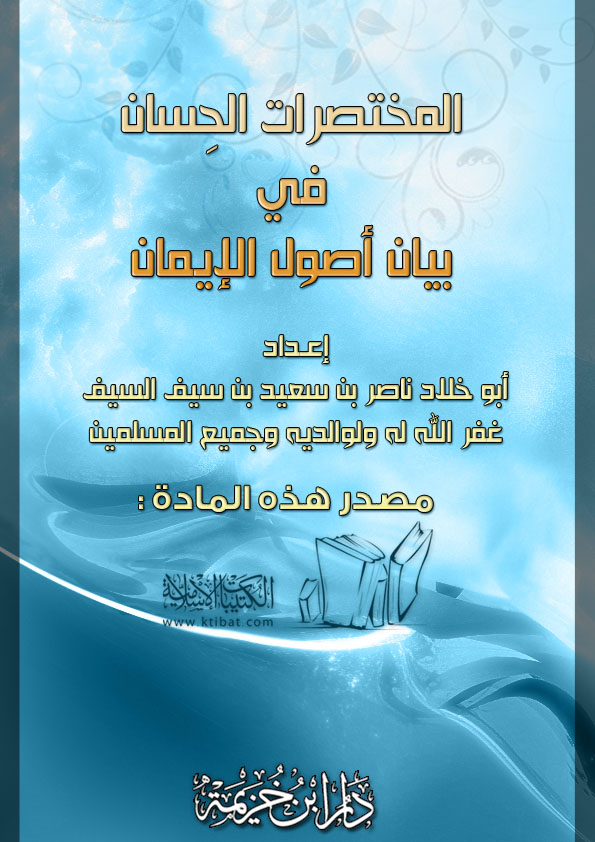 المختصرات الحِسان
في
بيان أصول الإيمان
إعداد
أبو خلاد ناصر بن سعيد بن سيف السيف
غفر الله له ولوالديه وجميع المسلمين
مصدر هذه المادة :
الكتيبات الإسلامية
www.ktibat.com
دار ابن خزيمة